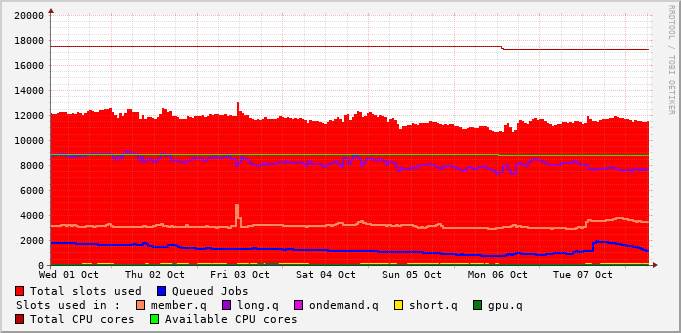 20000
18000
16000
14000
12000
10000
8000
6000
4000
2000
0
Wed 01 Oct Thu 02 Oct Fri 03 Oct Sat 04 Oct Sun 05 Oct Mon 06 Oct Tue 07 Oct
Total slots used Queued Jobs
Slots used in : member.q long.q ondemand.q short.q gpu.q
Total CPU cores Available CPU cores
RRDTOOL / TOBI OETIKER